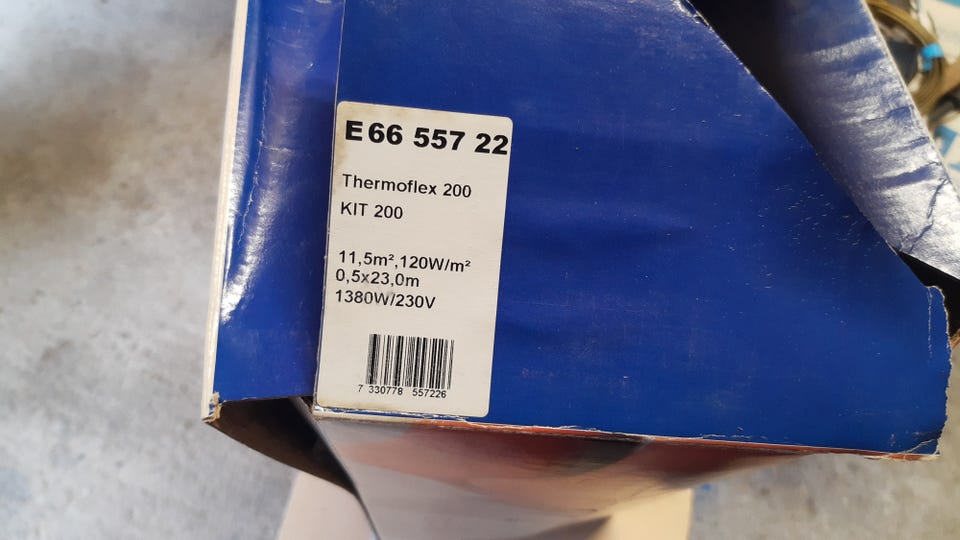 E 66 557 22
Thermoflex 200
KIT 200
11,5m²,120W/m²
0,5x23,0m
1380W/230V
7 330778 557226